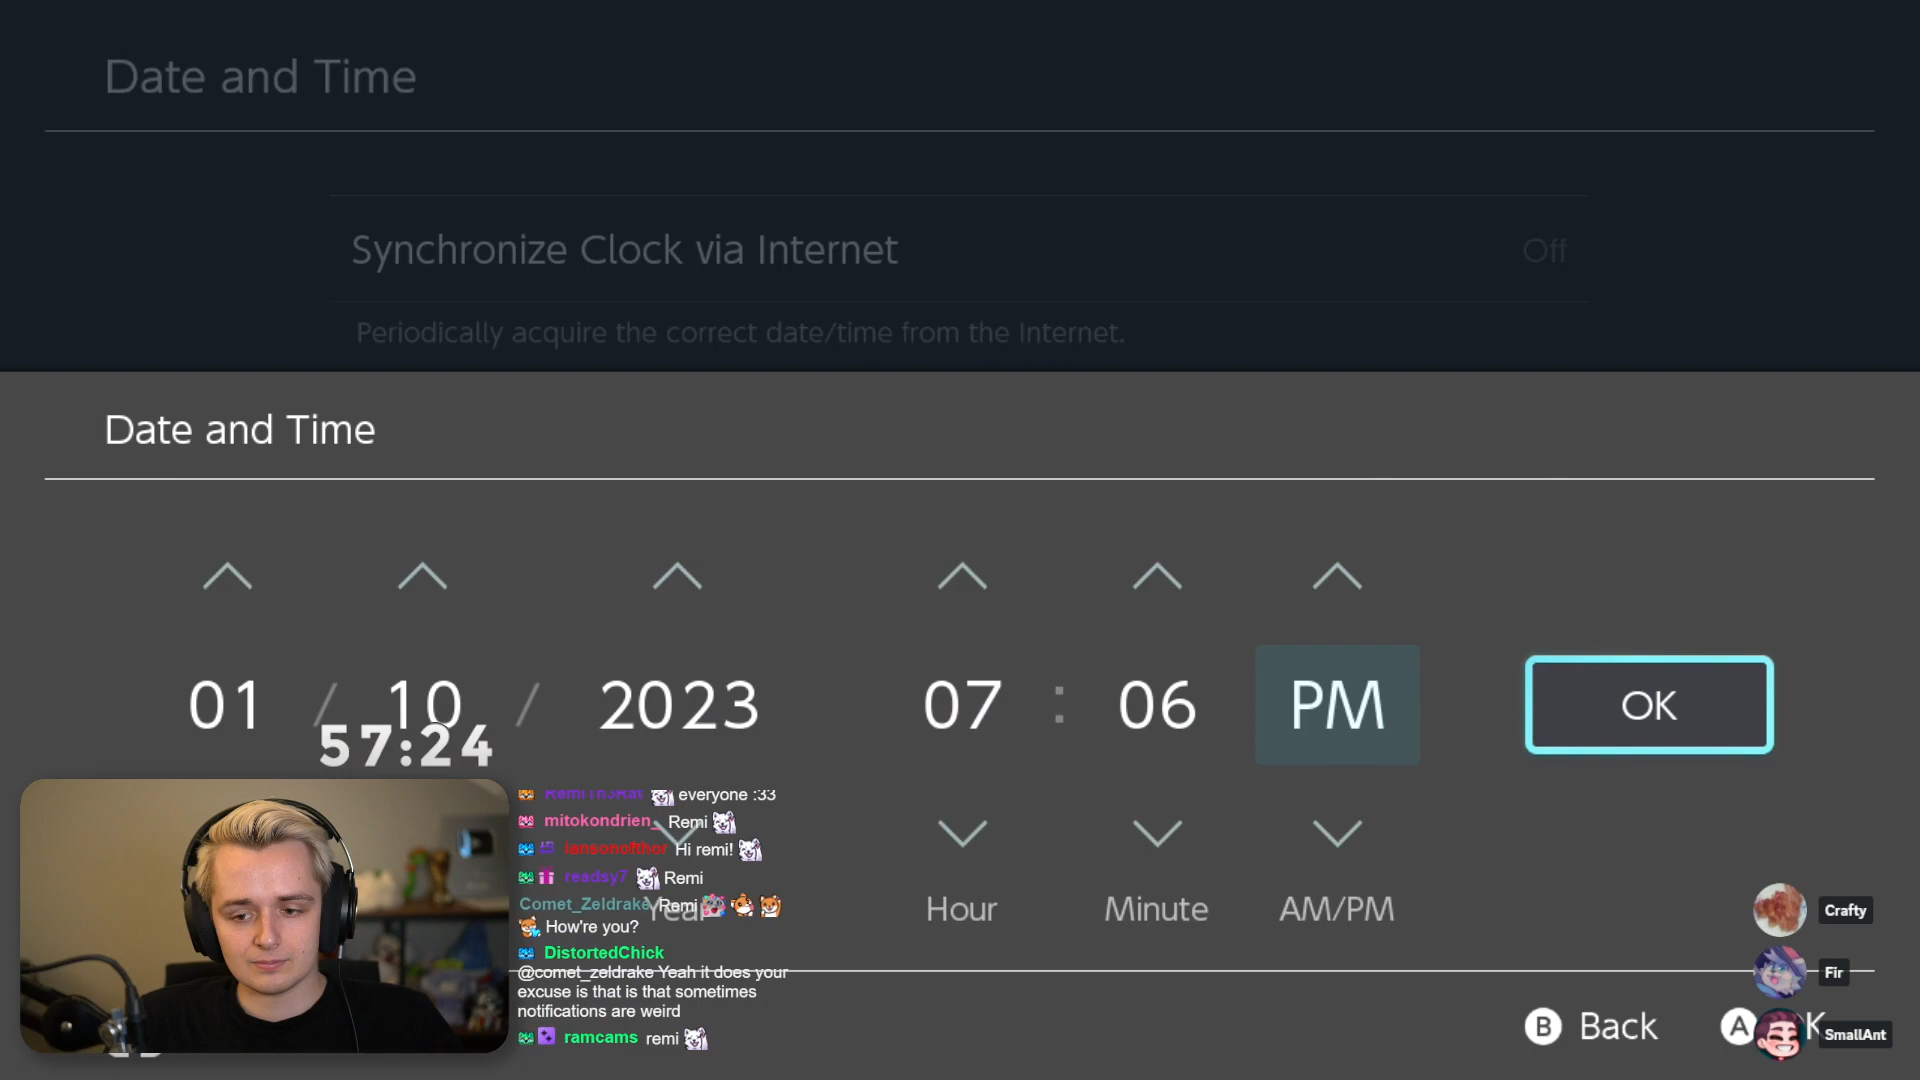 Date and Time
Synchronize Clock via Internet Off
Periodically acquire the correct date/time from the Internet.
Date and Time
01 / 10 / 2023 07 : 06 PM OK
57:24
RemiTh3Rat everyone :33
mitokondrien_ Remi
iansonofthor Hi remi!
readsy7 Remi
Comet_Zeldrake Remi
How're you?
Year Hour Minute AM/PM
DistortedChick
@comet_zeldrake Yeah it does your
excuse is that is that sometimes
notifications are weird
ramcams remi
Crafty
Fir
B Back A K
SmallAnt